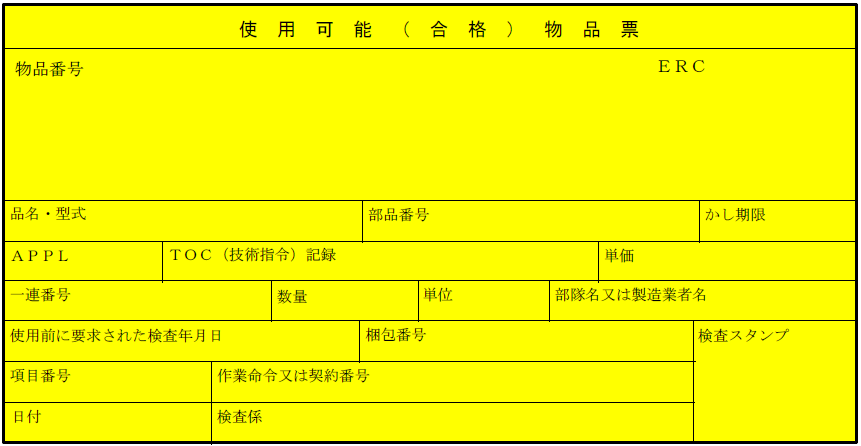 使用可能（合格）物品票
物品番号 ＥＲＣ
品名・型式 部品番号 かし期限
ＡＰＰＬ ＴＯＣ（技術指令）記録 単価
一連番号 数量 単位 部隊名又は製造業者名
使用前に要求された検査年月日 梱包番号 検査スタンプ
項目番号 作業命令又は契約番号
日付 検査係